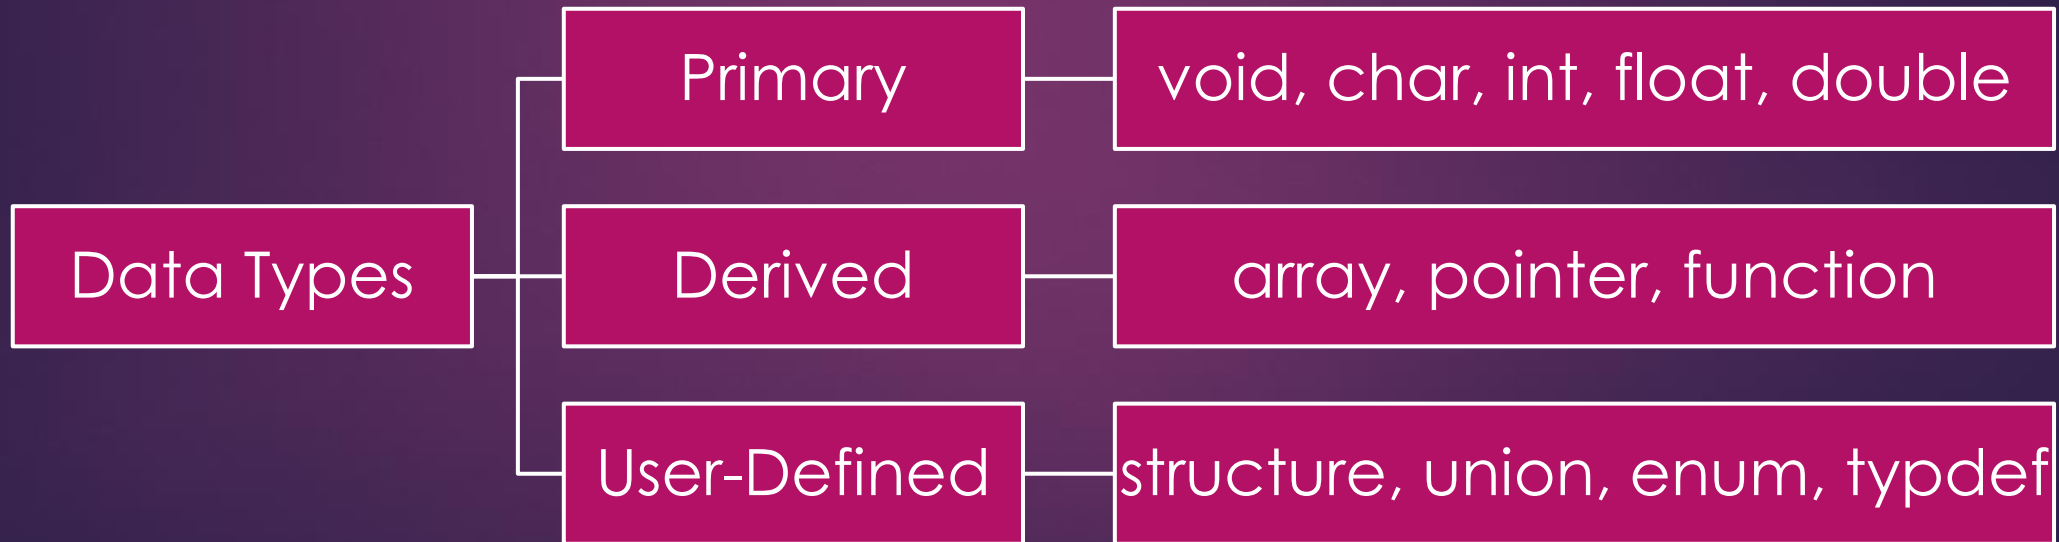 Primary
void, char, int, float, double
Data Types
Derived
array, pointer, function
User-Defined
structure, union, enum, typdef